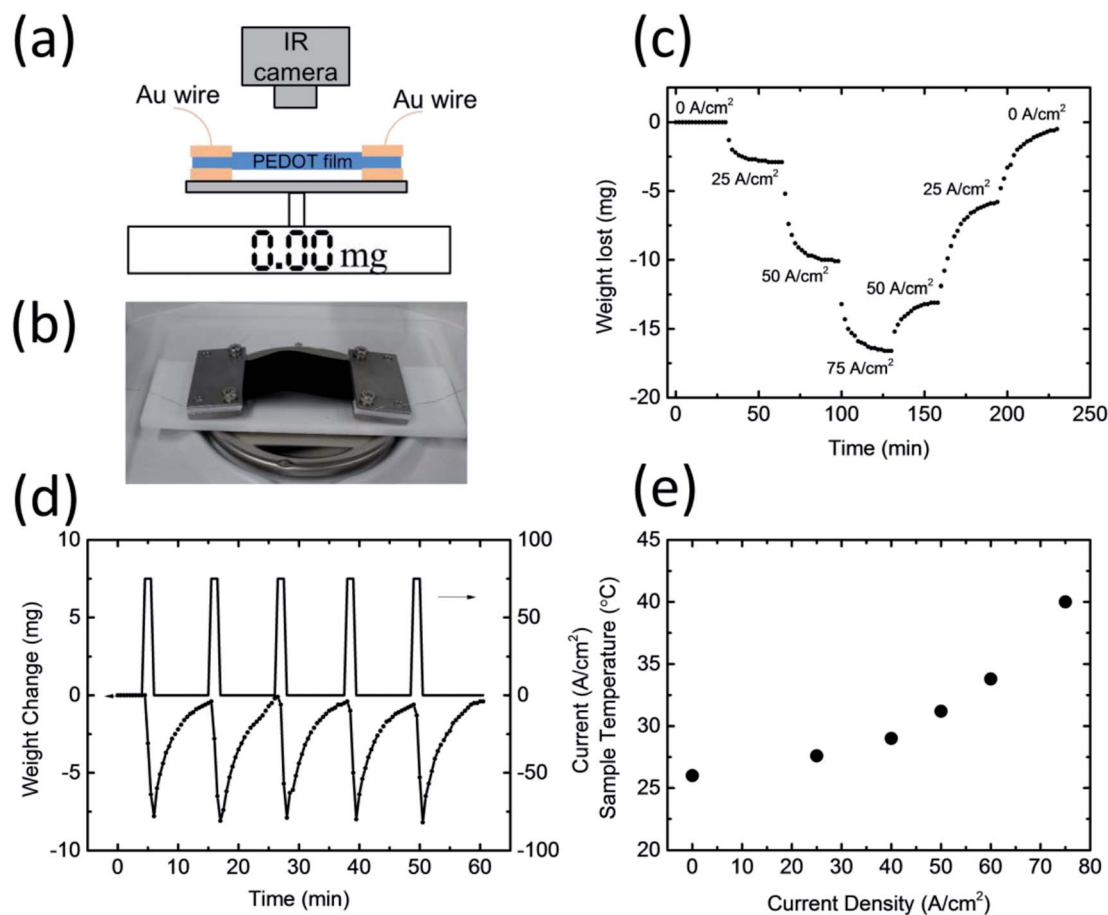 (a)
IR
camera
Au wire
Au wire
PEDOT film
0.00 mg
(b)
(c)
0 A/cm²
25 A/cm²
50 A/cm²
75 A/cm²
50 A/cm²
25 A/cm²
0 A/cm²
0
-5
-10
-15
-20
Weight lost (mg)
0 50 100 150 200 250
Time (min)
(d)
10
5
0
-5
-10
Weight Change (mg)
100
50
0
-50
-100
Current (A/cm²)
0 10 20 30 40 50 60
Time (min)
(e)
45
40
35
30
25
20
Sample Temperature (°C)
0 10 20 30 40 50 60 70 80
Current Density (A/cm²)